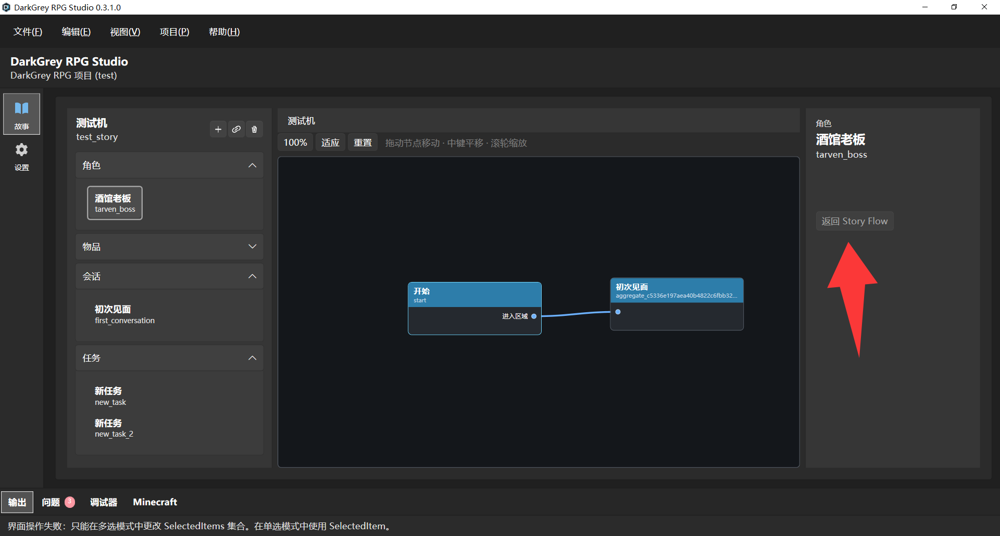 DarkGrey RPG Studio 0.3.1.0
文件(F) 编辑(E) 视图(V) 项目(P) 帮助(H)
DarkGrey RPG Studio
DarkGrey RPG 项目 (test)
故事
设置
测试机
test_story
角色
酒馆老板
tarven_boss
物品
会话
初次见面
first_conversation
任务
新任务
new_task
新任务
new_task_2
测试机
100% 适应 重置 拖动节点移动 · 中键平移 · 滚轮缩放
开始
start
进入区域
初次见面
aggregate_c5336e197aea40b4822c6fbb32...
角色
酒馆老板
tarven_boss
返回 Story Flow
输出 问题 3 调试器 Minecraft
界面操作失败：只能在多选模式中更改 SelectedItems 集合。在单选模式中使用 SelectedItem。